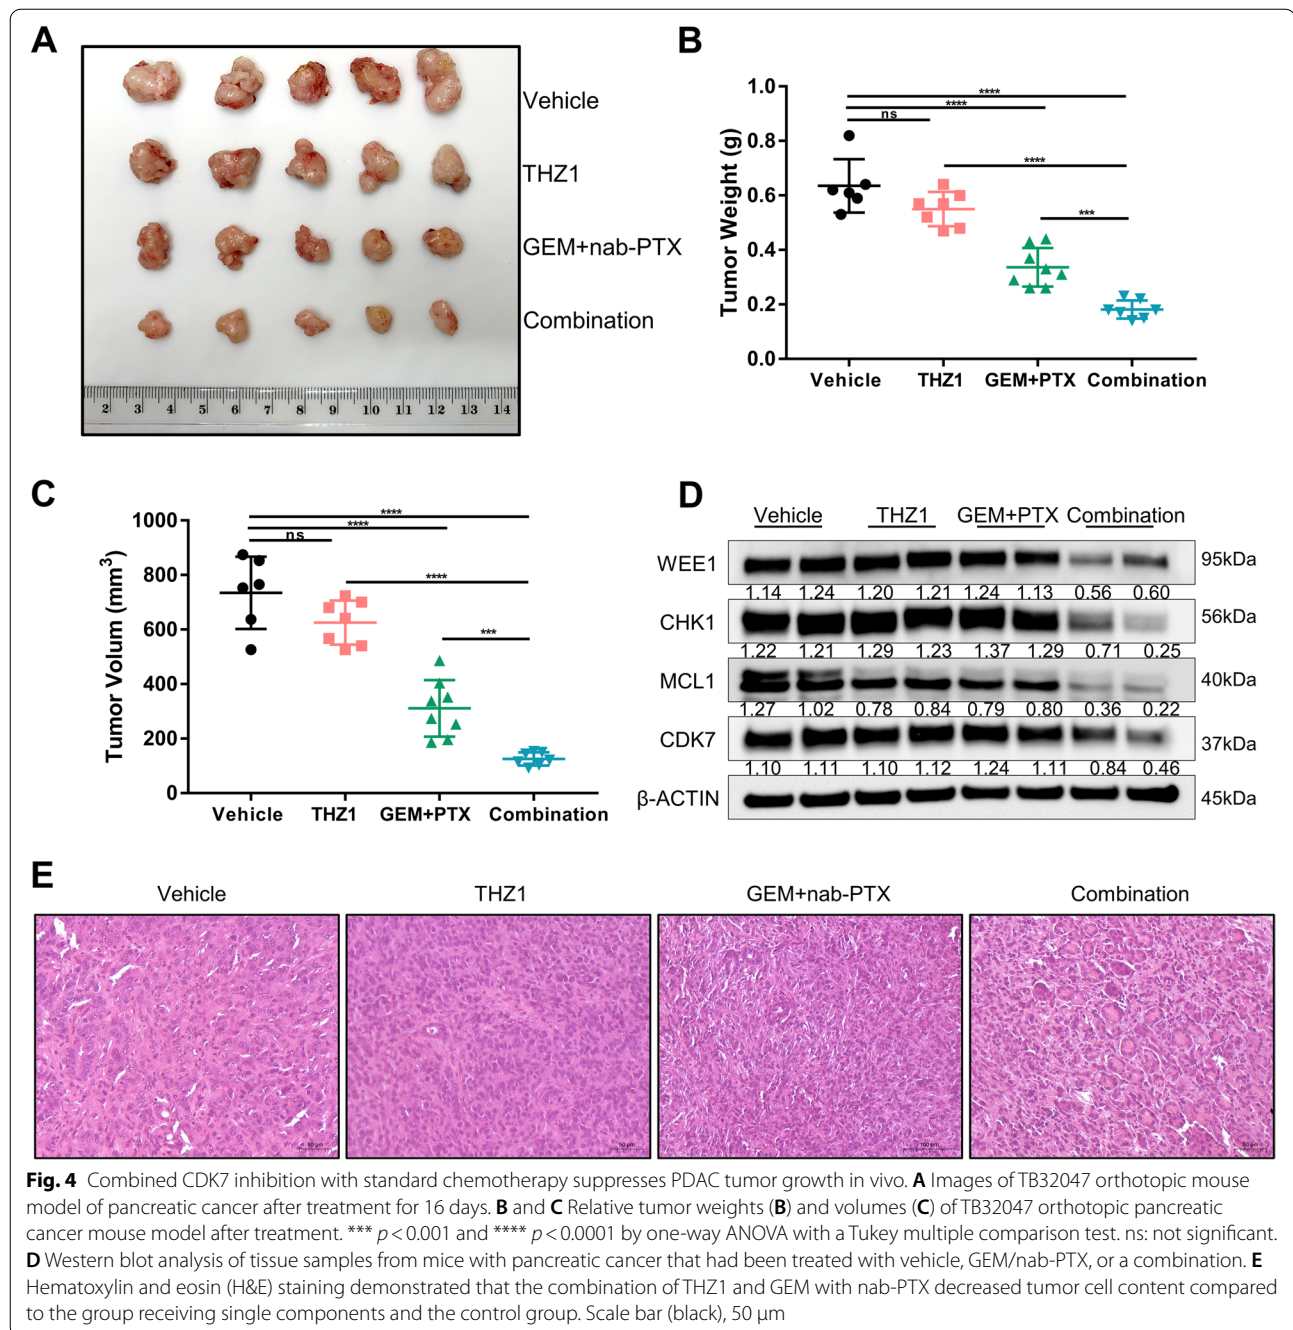 A
Vehicle
THZ1
GEM+nab-PTX
Combination
2 3 4 5 6 7 8 9 10 11 12 13 14
B
Tumor Weight (g)
1.0
0.8
0.6
0.4
0.2
0.0
****
****
ns
****
***
Vehicle THZ1 GEM+PTX Combination
C
Tumor Volum (mm³)
1000
800
600
400
200
0
****
****
ns
****
***
Vehicle THZ1 GEM+PTX Combination
D
Vehicle THZ1 GEM+PTX Combination
WEE1 95kDa
1.14 1.24 1.20 1.21 1.24 1.13 0.56 0.60
CHK1 56kDa
1.22 1.21 1.29 1.23 1.37 1.29 0.71 0.25
MCL1 40kDa
1.27 1.02 0.78 0.84 0.79 0.80 0.36 0.22
CDK7 37kDa
1.10 1.11 1.10 1.12 1.24 1.11 0.84 0.46
β-ACTIN 45kDa
E
Vehicle THZ1 GEM+nab-PTX Combination
50 μm 50 μm 100 μm 50 μm
Fig. 4 Combined CDK7 inhibition with standard chemotherapy suppresses PDAC tumor growth in vivo. A Images of TB32047 orthotopic mouse
model of pancreatic cancer after treatment for 16 days. B and C Relative tumor weights (B) and volumes (C) of TB32047 orthotopic pancreatic
cancer mouse model after treatment. *** p < 0.001 and **** p < 0.0001 by one-way ANOVA with a Tukey multiple comparison test. ns: not significant.
D Western blot analysis of tissue samples from mice with pancreatic cancer that had been treated with vehicle, GEM/nab-PTX, or a combination. E
Hematoxylin and eosin (H&E) staining demonstrated that the combination of THZ1 and GEM with nab-PTX decreased tumor cell content compared
to the group receiving single components and the control group. Scale bar (black), 50 μm